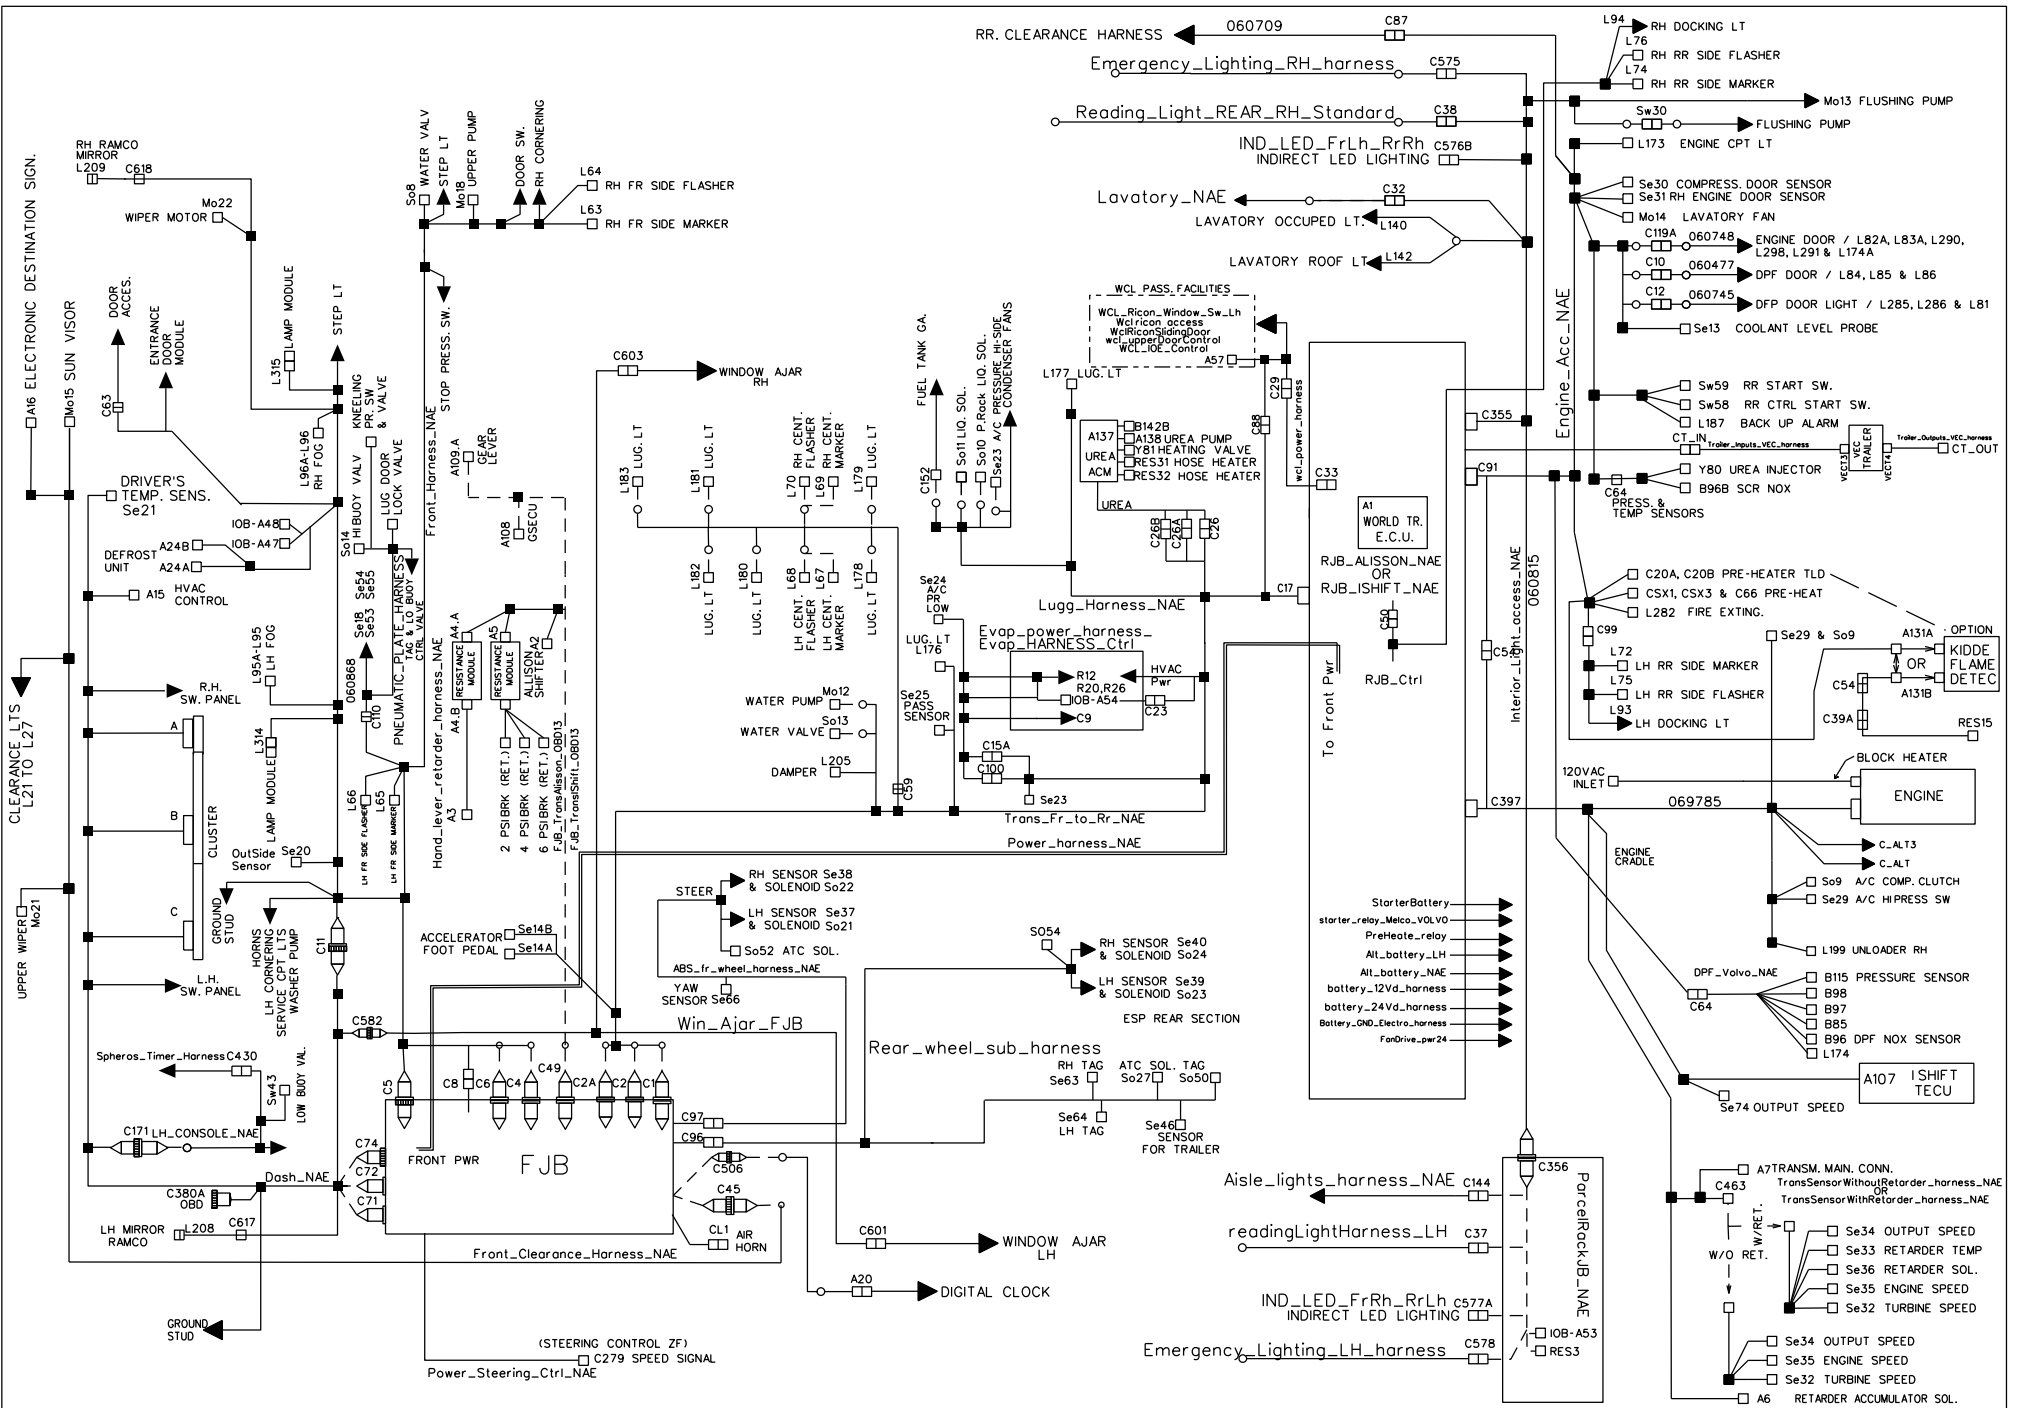 RR. CLEARANCE HARNESS
060709
C87
Emergency_Lighting_RH_harness
C575
Reading_Light_REAR_RH_Standard
C38
IND_LED_FrLh_RrRh
INDIRECT LED LIGHTING
C576B
Lavatory_NAE
C32
LAVATORY OCCUPED LT.
L140
LAVATORY ROOF LT
L142
L94
RH DOCKING LT
L76
RH RR SIDE FLASHER
L74
RH RR SIDE MARKER
Mo13 FLUSHING PUMP
Sw30
FLUSHING PUMP
L173 ENGINE CPT LT
Se30 COMPRESS. DOOR SENSOR
Se31 RH ENGINE DOOR SENSOR
Mo14 LAVATORY FAN
C119A
060748
ENGINE DOOR / L82A, L83A, L290,
L298, L291 & L174A
C10
060477
DPF DOOR / L84, L85 & L86
C12
060745
DFP DOOR LIGHT / L285, L286 & L81
Se13 COOLANT LEVEL PROBE
Engine_Acc_NAE
Sw59 RR START SW.
Sw58 RR CTRL START SW.
L187 BACK UP ALARM
CT_IN
Trailer_Inputs_VEC_harness
VECT3
VEC
TRAILER
VECT4
Trailer_Outputs_VEC_harness
CT_OUT
Y80 UREA INJECTOR
B96B SCR NOX
C64
PRESS. &
TEMP SENSORS
C20A, C20B PRE-HEATER TLD
CSX1, CSX3 & C66 PRE-HEAT
L282 FIRE EXTING.
C99
L72
LH RR SIDE MARKER
L75
LH RR SIDE FLASHER
L93
LH DOCKING LT
Se29 & So9
A131A
OR
A131B
OPTION
KIDDE
FLAME
DETEC
C54
C39A
RES15
BLOCK HEATER
120VAC
INLET
069785
ENGINE
ENGINE
CRADLE
C_ALT3
C_ALT
So9 A/C COMP. CLUTCH
Se29 A/C HIPRESS SW
L199 UNLOADER RH
DPF_Volvo_NAE
C64
B115 PRESSURE SENSOR
B98
B97
B85
B96 DPF NOX SENSOR
L174
A107
ISHIFT
TECU
Se74 OUTPUT SPEED
A7 TRANSM. MAIN. CONN.
C463
TransSensorWithoutRetarder_harness_NAE
OR
TransSensorWithRetarder_harness_NAE
W/RET.
W/O RET.
Se34 OUTPUT SPEED
Se33 RETARDER TEMP
Se36 RETARDER SOL.
Se35 ENGINE SPEED
Se32 TURBINE SPEED
Se34 OUTPUT SPEED
Se35 ENGINE SPEED
Se32 TURBINE SPEED
A6 RETARDER ACCUMULATOR SOL.
RH RAMCO
MIRROR
L209
C618
Mo22
WIPER MOTOR
A16 ELECTRONIC DESTINATION SIGN.
Mo15 SUN VISOR
DOOR
ACCES.
C63
ENTRANCE
DOOR
MODULE
L315
LAMP MODULE
STEP LT
L96A-L96
RH FOG
KNEELING
PR. SW
& VALVE
So14
HIBUOY VALV
LUG DOOR
LOCK VALVE
So8
WATER VALV
STEP LT
Mo18
UPPER PUMP
DOOR SW.
RH CORNERING
L64
RH FR SIDE FLASHER
L63
RH FR SIDE MARKER
Front_Harness_NAE
STOP PRESS. SW.
A109.A
GEAR
LEVER
A108
GSECU
DRIVER'S
TEMP. SENS.
Se21
IOB-A48
IOB-A47
A24B
DEFROST
UNIT
A24A
A15 HVAC
CONTROL
CLEARANCE LTS
L21 TO L27
R.H.
SW. PANEL
A
B
C
CLUSTER
L.H.
SW. PANEL
L95A-L95
LH FOG
L314
LAMP MODULE
060868
Se18
Se53
Se54
Se55
C110
PNEUMATIC_PLATE_HARNESS
TAG & LO BUOY
CTRL VALVE
L66
LH FR SIDE FLASHER
L65
LH FR SIDE MARKER
Hand_lever_retarder_harness_NAE
A4.A
RESISTANCE
MODULE
A4.B
A3
A5
RESISTANCE
MODULE
ALLISON
SHIFTER
A2
2 PSIBRK (RET.)
4 PSIBRK (RET.)
6 PSIBRK (RET.)
FJB_TransAlisson_OBD13
FJB_TransIShift_OBD13
OutSide
Sensor
Se20
GROUND
STUD
HORNS
LH CORNERING
SERVICE CPT LTS
WASHER PUMP
C11
UPPER WIPER
Mo21
C582
Spheros_Timer_Harness
C430
Sw43
LOW BUOY VAL.
C171
LH_CONSOLE_NAE
C380A
OBD
Dash_NAE
LH MIRROR
RAMCO
L208
C617
GROUND
STUD
C5
C8
C6
C4
C49
C2A
C2
C1
C74
C72
C71
FRONT PWR
FJB
C97
C96
C506
C45
CL1
AIR
HORN
Front_Clearance_Harness_NAE
(STEERING CONTROL ZF)
C279 SPEED SIGNAL
Power_Steering_Ctrl_NAE
C603
WINDOW AJAR
RH
L183
LUG. LT
L181
LUG. LT
L70
RH CENT.
FLASHER
L69
RH CENT.
MARKER
L179
LUG. LT
L182
LUG. LT
L180
LUG. LT
L68
LH CENT.
FLASHER
L67
LH CENT.
MARKER
L178
LUG. LT
Mo12
WATER PUMP
So13
WATER VALVE
L205
DAMPER
C59
FUEL TANK GA.
C152
So11 LIQ. SOL.
So10 P.Rack LIQ. SOL.
Se23 A/C PRESSURE HI-SIDE
CONDENSER FANS
WCL PASS. FACILITIES
WCL_Ricon_Window_Sw_Lh
Wclricon access
WclRiconSlidingDoor
wcl_upperDoorControl
WCL_IOE_Control
A57
L177 LUG. LT
C29
C88
wcl_power_harness
C33
A137
UREA
ACM
B142B
A138 UREA PUMP
Y81 HEATING VALVE
RES31 HOSE HEATER
RES32 HOSE HEATER
UREA
C26B
C26A
C26
Lugg_Harness_NAE
C17
Se24
A/C
PR
LOW
LUG. LT
L176
Se25
PASS
SENSOR
Evap_power_harness_
Evap_HARNESS_Ctrl
R12
R20,R26
IOB-A54
C9
HVAC
Pwr
C23
C15A
C100
Se23
Trans_Fr_to_Rr_NAE
Power_harness_NAE
A1
WORLD TR.
E.C.U.
RJB_ALISSON_NAE
OR
RJB_ISHIFT_NAE
C50
RJB_Ctrl
To Front Pwr
C355
C91
Interior_Light_access_NAE
060815
C397
StarterBattery
starter_relay_Melco_VOLVO
PreHeate_relay
Alt_battery_LH
Alt_battery_NAE
battery_12Vd_harness
battery_24Vd_harness
Battery_GND_Electro_harness
FanDrive_pwr24
STEER
RH SENSOR Se38
& SOLENOID So22
LH SENSOR Se37
& SOLENOID So21
So52 ATC SOL.
ABS_fr_wheel_harness_NAE
YAW
SENSOR Se66
ACCELERATOR
FOOT PEDAL
Se14B
Se14A
Win_Ajar_FJB
SO54
RH SENSOR Se40
& SOLENOID So24
LH SENSOR Se39
& SOLENOID So23
ESP REAR SECTION
Rear_wheel_sub_harness
RH TAG
Se63
ATC SOL. TAG
So27
So50
Se64
LH TAG
Se46
SENSOR
FOR TRAILER
C601
WINDOW AJAR
LH
A20
DIGITAL CLOCK
C356
ParcelRackJB_NAE
Aisle_lights_harness_NAE
C144
readingLightHarness_LH
C37
IND_LED_FrRh_RrLh
INDIRECT LED LIGHTING
C577A
Emergency_Lighting_LH_harness
C578
IOB-A53
RES3